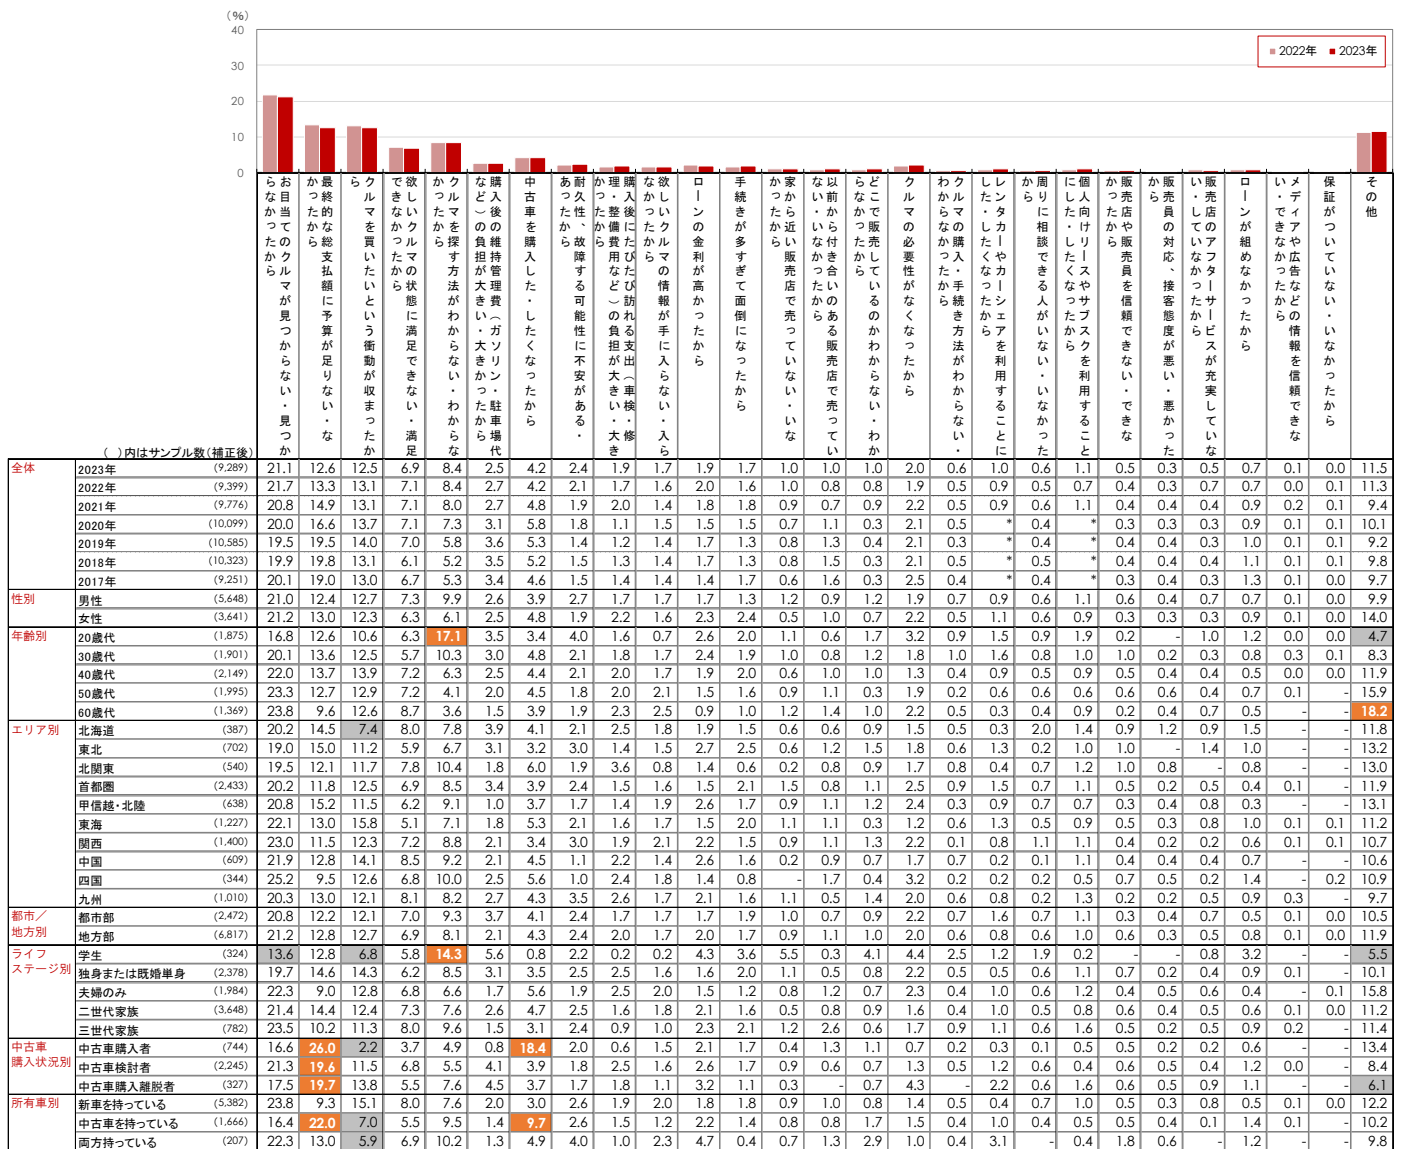 (%)
40
30
20
10
0
2022年 2023年
お目当てのクルマが見つからない・見つからなかったから
最終的な総支払額に予算が足りない・なかったから
クルマを買いたいという衝動が収まったから
欲しいクルマの状態に満足できない・満足できなかったから
クルマを探す方法がわからない・わからなかったから
購入後の維持管理費(ガソリン・駐車場代など)の負担が大きい・大きかったから
中古車を購入した・したくなったから
耐久性、故障する可能性に不安がある・あったから
購入後にたびたび訪れる支出(車検・修理・整備費用など)の負担が大きい・大きかったから
欲しいクルマの情報が手に入らない・入らなかったから
ローンの金利が高かったから
手続きが多すぎて面倒になったから
家から近い販売店で売っていない・いなかったから
以前から付き合いのある販売店で売っていない・いなかったから
どこで販売しているのかわからない・わからなかったから
クルマの必要性がなくなったから
クルマの購入・手続き方法がわからない・わからなかったから
レンタカーやカーシェアを利用することにした・したくなったから
周りに相談できる人がいない・いなかったから
個人向けリースやサブスクを利用することにした・したくなったから
販売店や販売員を信頼できない・できなかったから
販売員の対応、接客態度が悪い・悪かったから
販売店のアフターサービスが充実していない・していなかったから
ローンが組めなかったから
メディアや広告などの情報を信頼できない・できなかったから
保証がついていない・いなかったから
その他
( )内はサンプル数(補正後)
全体 2023年 (9,289) 21.1 12.6 12.5 6.9 8.4 2.5 4.2 2.4 1.9 1.7 1.9 1.7 1.0 1.0 1.0 2.0 0.6 1.0 0.6 1.1 0.5 0.3 0.5 0.7 0.1 0.0 11.5
2022年 (9,399) 21.7 13.3 13.1 7.1 8.4 2.7 4.2 2.1 1.7 1.6 2.0 1.6 1.0 0.8 0.8 1.9 0.5 0.9 0.5 0.7 0.4 0.3 0.7 0.7 0.0 0.1 11.3
2021年 (9,776) 20.8 14.9 13.1 7.1 8.0 2.7 4.8 1.9 2.0 1.4 1.8 1.8 0.9 0.7 0.9 2.2 0.5 0.9 0.6 1.1 0.4 0.4 0.4 0.9 0.2 0.1 9.4
2020年 (10,099) 20.0 16.6 13.7 7.1 7.3 3.6 5.8 1.8 1.1 1.5 1.5 1.5 0.7 1.1 0.3 2.1 0.5 * 0.4 * 0.3 0.3 0.3 0.9 0.1 0.1 10.1
2019年 (10,585) 19.5 19.5 14.0 7.0 5.8 3.6 5.3 1.4 1.2 1.4 1.7 1.3 0.8 1.3 0.4 2.1 0.3 * 0.4 * 0.4 0.4 0.3 1.0 0.1 0.1 9.2
2018年 (10,323) 19.9 19.8 13.1 6.1 5.2 3.5 5.2 1.5 1.3 1.4 1.7 1.3 0.8 1.5 0.3 2.1 0.5 * 0.5 * 0.4 0.4 0.4 1.1 0.1 0.1 9.8
2017年 (9,251) 20.1 19.0 13.0 6.7 5.3 3.4 4.6 1.5 1.4 1.4 1.4 1.7 0.6 1.6 0.3 2.5 0.4 * 0.4 * 0.3 0.4 0.3 1.3 0.1 0.0 9.7
性別 男性 (5,648) 21.0 12.4 12.7 7.3 9.9 2.6 3.9 2.7 1.7 1.7 1.7 1.3 1.2 0.9 1.2 1.9 0.7 0.9 0.6 1.1 0.6 0.4 0.7 0.7 0.1 0.0 9.9
女性 (3,641) 21.2 13.0 12.3 6.3 6.1 2.5 4.8 1.9 2.2 1.6 2.3 2.4 0.5 1.0 0.7 2.2 0.5 1.1 0.6 0.9 0.3 0.3 0.3 0.9 0.1 0.0 14.0
年齢別 20歳代 (1,875) 16.8 12.6 10.6 6.3 17.1 3.5 3.4 4.0 1.6 0.7 2.6 2.0 1.1 0.6 1.7 3.2 0.9 1.5 0.9 1.9 0.2 - 1.0 1.2 0.0 0.0 4.7
30歳代 (1,901) 20.1 13.6 12.5 5.7 10.3 3.0 4.8 2.1 1.8 1.7 2.4 1.9 1.0 0.8 1.2 1.8 1.0 1.6 0.8 1.0 1.0 0.2 0.3 0.8 0.3 0.1 8.3
40歳代 (2,149) 22.0 13.7 13.9 7.2 6.3 2.5 4.4 2.1 2.0 1.7 1.9 2.0 0.6 1.0 1.0 1.3 0.4 0.9 0.5 0.9 0.5 0.4 0.4 0.5 0.0 0.0 11.9
50歳代 (1,995) 23.3 12.7 12.9 7.2 4.1 2.0 4.5 1.8 2.0 2.1 1.5 1.6 0.9 1.1 0.3 1.9 0.2 0.6 0.6 0.6 0.6 0.6 0.4 0.7 0.1 - 15.9
60歳代 (1,369) 23.8 9.6 12.6 8.7 3.6 1.5 3.9 1.9 2.3 2.5 0.9 1.0 1.2 1.4 1.0 2.2 0.5 0.3 0.4 0.9 0.2 0.4 0.7 0.5 - - 18.2
エリア別 北海道 (387) 20.2 14.5 7.4 8.0 7.8 3.9 4.1 2.1 2.5 1.8 1.9 1.5 0.6 0.6 0.9 1.5 0.5 0.3 2.0 1.4 0.9 1.2 0.9 1.5 - - 11.8
東北 (702) 19.0 15.0 11.2 5.9 6.7 3.1 3.2 3.0 1.4 1.5 2.7 2.5 0.6 1.2 1.5 1.8 0.6 1.3 0.2 1.0 1.0 - 1.4 1.0 - - 13.2
北関東 (540) 19.5 12.1 11.7 7.8 10.4 1.8 6.0 1.9 3.6 0.8 1.4 0.6 0.2 0.8 0.9 1.7 0.8 0.4 0.7 1.2 1.0 0.8 - 0.8 - - 13.0
首都圏 (2,433) 20.2 11.8 12.5 6.9 8.5 3.4 3.9 2.4 1.5 1.6 1.5 2.1 1.5 0.8 1.1 2.5 0.9 1.5 0.7 1.1 0.5 0.2 0.5 0.4 0.1 - 11.9
甲信越・北陸 (638) 20.8 15.2 11.5 6.2 9.1 1.0 3.7 1.7 1.4 1.9 2.6 1.7 0.9 1.1 1.2 2.4 0.3 0.9 0.7 0.7 0.3 0.4 0.8 0.3 - - 13.1
東海 (1,227) 22.1 13.0 15.8 5.1 7.1 1.8 5.3 2.1 1.6 1.7 1.5 2.0 1.1 1.1 0.3 1.2 0.6 1.3 0.5 0.9 0.5 0.3 0.8 1.0 0.1 0.1 11.2
関西 (1,400) 23.0 11.5 12.3 7.2 8.8 2.1 3.4 3.0 1.9 2.1 2.2 1.5 0.9 1.1 1.3 2.2 0.1 0.8 1.1 1.1 0.4 0.2 0.2 0.6 0.1 0.1 10.7
中国 (609) 21.9 12.8 14.1 8.5 9.2 2.1 4.5 1.1 2.2 1.4 2.6 1.6 0.2 0.9 0.7 1.7 0.7 0.2 0.1 1.1 0.4 0.4 0.4 0.7 - - 10.6
四国 (344) 25.2 9.5 12.6 6.8 10.0 2.5 5.6 1.0 2.4 1.8 1.4 0.8 - 1.7 0.4 3.2 0.2 0.2 0.2 0.5 0.7 0.5 0.2 1.4 - 0.2 10.9
九州 (1,010) 20.3 13.0 12.1 8.1 8.2 2.7 4.3 3.5 2.6 1.7 2.1 1.6 1.1 0.5 1.4 2.0 0.6 0.8 0.2 1.3 0.2 0.2 0.5 0.9 0.3 - 9.7
都市/地方別 都市部 (2,472) 20.8 12.2 12.1 7.0 9.3 3.7 4.1 2.4 1.7 1.7 1.7 1.9 1.0 0.7 0.9 2.2 0.7 1.6 0.7 1.1 0.3 0.4 0.7 0.5 0.1 0.0 10.5
地方部 (6,817) 21.2 12.8 12.7 6.9 8.1 2.1 4.3 2.4 2.0 1.7 2.0 1.7 0.9 1.1 1.0 2.0 0.6 0.8 0.6 1.0 0.6 0.3 0.5 0.8 0.1 0.0 11.9
ライフステージ別 学生 (324) 13.6 12.8 6.8 5.8 14.3 5.6 0.8 2.2 0.2 0.2 4.3 3.6 5.5 0.3 4.1 4.4 2.5 1.2 1.9 0.2 - - 0.8 3.2 - - 5.5
独身または既婚単身 (2,378) 19.7 14.6 14.3 6.2 8.5 3.1 3.5 2.5 2.5 1.6 1.6 2.0 1.1 0.5 0.8 2.2 0.5 0.5 0.6 1.1 0.7 0.2 0.4 0.9 0.1 - 10.1
夫婦のみ (1,984) 22.3 9.0 12.8 6.8 6.6 1.7 5.6 1.9 2.5 2.0 1.5 1.2 0.8 1.2 0.7 2.3 0.4 1.0 0.6 1.2 0.4 0.5 0.6 0.4 - 0.1 15.8
二世代家族 (3,648) 21.4 14.4 12.4 7.3 7.6 2.6 4.7 2.5 1.6 1.8 2.1 1.6 0.5 0.8 0.9 1.6 0.4 1.0 0.5 0.8 0.6 0.4 0.5 0.6 0.1 0.0 11.2
三世代家族 (782) 23.5 10.2 11.3 8.0 9.6 1.5 3.1 2.4 0.9 1.0 2.3 2.1 1.2 2.6 0.6 1.7 0.9 1.1 0.6 1.6 0.5 0.2 0.5 0.9 0.2 - 11.4
中古車購入状況別 中古車購入者 (744) 16.6 26.0 2.2 3.7 4.9 0.8 18.4 2.0 0.6 1.5 2.1 1.7 0.4 1.3 1.1 0.7 0.2 0.3 0.1 0.5 0.5 0.2 0.2 0.6 - - 13.4
中古車検討者 (2,245) 21.3 19.6 11.5 6.8 5.5 4.1 3.9 1.8 2.5 1.6 2.6 1.7 0.9 0.6 0.7 1.3 0.5 1.2 0.6 0.4 0.6 0.5 0.4 1.2 0.0 - 8.4
中古車購入離脱者 (327) 17.5 19.7 13.8 5.5 7.6 4.5 3.7 1.7 1.8 1.1 3.2 1.1 0.3 - 0.7 4.3 - 2.2 0.6 1.6 0.6 0.5 0.9 1.1 - - 6.1
所有車別 新車を持っている (5,382) 23.8 9.3 15.1 8.0 7.6 2.0 3.0 2.6 1.9 2.0 1.8 1.8 0.9 1.0 0.8 1.4 0.5 0.4 0.7 1.0 0.5 0.3 0.8 0.5 0.1 0.0 12.2
中古車を持っている (1,666) 16.4 22.0 7.0 5.5 9.5 1.4 9.7 2.6 1.5 1.2 2.2 1.4 0.8 0.8 1.7 1.5 0.4 1.0 0.4 0.5 0.5 0.4 0.1 1.4 0.1 - 10.2
両方持っている (207) 22.3 13.0 5.9 6.9 10.2 1.3 4.9 4.0 1.0 2.3 4.7 0.4 0.7 1.3 2.9 1.0 0.4 3.1 - 0.4 1.8 0.6 - 1.2 - - 9.8